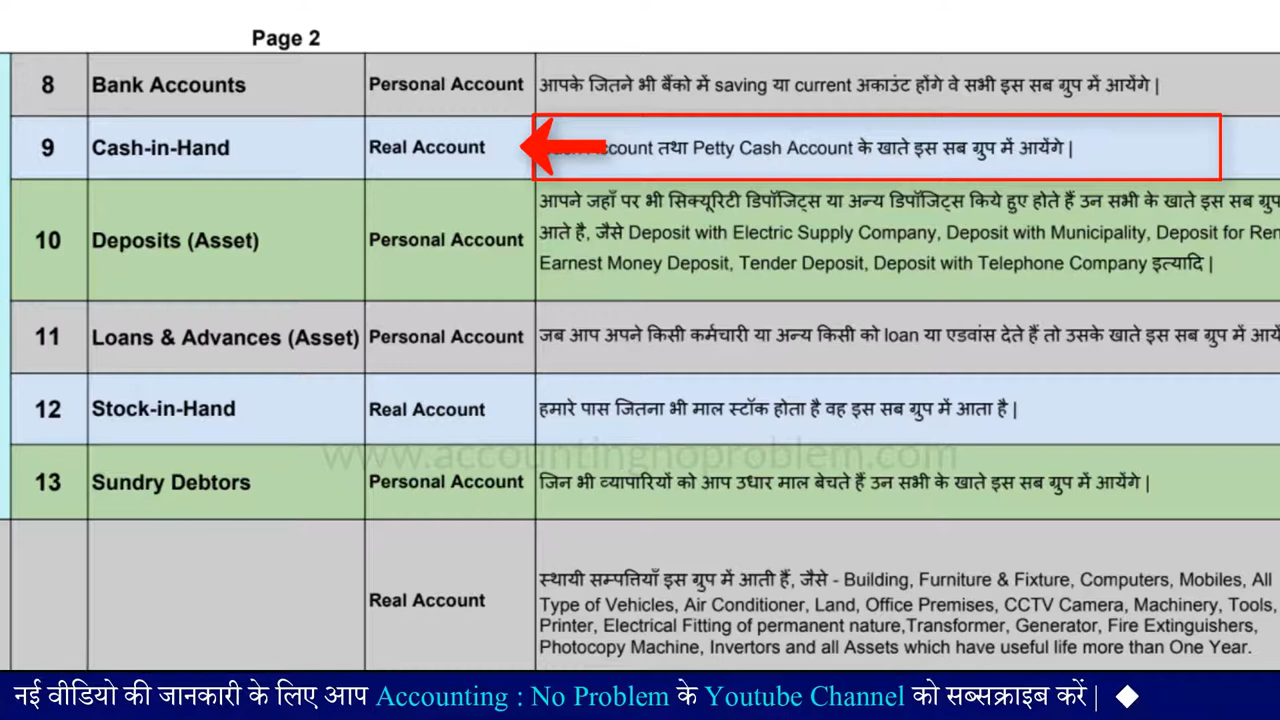 Page 2
8 Bank Accounts Personal Account आपके जितने भी बैंको में saving या current अकाउंट होंगे वे सभी इस सब ग्रुप में आयेंगे |
9 Cash-in-Hand Real Account Account तथा Petty Cash Account के खाते इस सब ग्रुप में आयेंगे |
आपने जहाँ पर भी सिक्यूरिटी डिपॉजिट्स या अन्य डिपॉजिट्स किये हुए होते हैं उन सभी के खाते इस सब ग्रुप
10 Deposits (Asset) Personal Account आते है, जैसे Deposit with Electric Supply Company, Deposit with Municipality, Deposit for Ren
Earnest Money Deposit, Tender Deposit, Deposit with Telephone Company इत्यादि |
11 Loans & Advances (Asset) Personal Account जब आप अपने किसी कर्मचारी या अन्य किसी को loan या एडवांस देते हैं तो उसके खाते इस सब ग्रुप में आये
12 Stock-in-Hand Real Account हमारे पास जितना भी माल स्टॉक होता है वह इस सब ग्रुप में आता है |
www.accountingnoproblem.com
13 Sundry Debtors Personal Account जिन भी व्यापारियों को आप उधार माल बेचते हैं उन सभी के खाते इस सब ग्रुप में आयेंगे |
स्थायी सम्पत्तियाँ इस ग्रुप में आती हैं, जैसे - Building, Furniture & Fixture, Computers, Mobiles, All
Real Account Type of Vehicles, Air Conditioner, Land, Office Premises, CCTV Camera, Machinery, Tools,
Printer, Electrical Fitting of permanent nature,Transformer, Generator, Fire Extinguishers,
Photocopy Machine, Invertors and all Assets which have useful life more than One Year.
नई वीडियो की जानकारी के लिए आप Accounting : No Problem के Youtube Channel को सब्सक्राइब करें | ◆